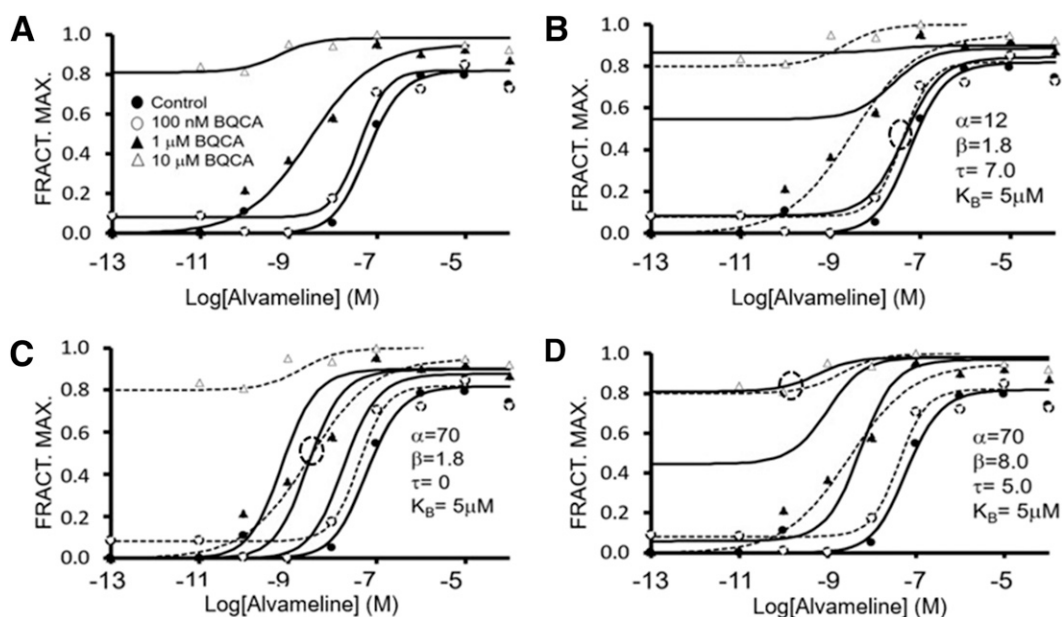 A
FRACT. MAX.
1.0
0.8
0.6
0.4
0.2
0.0
Control
100 nM BQCA
1 μM BQCA
10 μM BQCA
-13
-11
-9
-7
-5
Log[Alvameline] (M)
B
FRACT. MAX.
1.0
0.8
0.6
0.4
0.2
0.0
α=12
β=1.8
τ= 7.0
KB= 5μM
-13
-11
-9
-7
-5
Log[Alvameline] (M)
C
FRACT. MAX.
1.0
0.8
0.6
0.4
0.2
0.0
α=70
β=1.8
τ= 0
KB= 5μM
-13
-11
-9
-7
-5
Log[Alvameline] (M)
D
FRACT. MAX.
1.0
0.8
0.6
0.4
0.2
0.0
α=70
β=8.0
τ= 5.0
KB= 5μM
-13
-11
-9
-7
-5
Log[Alvameline] (M)